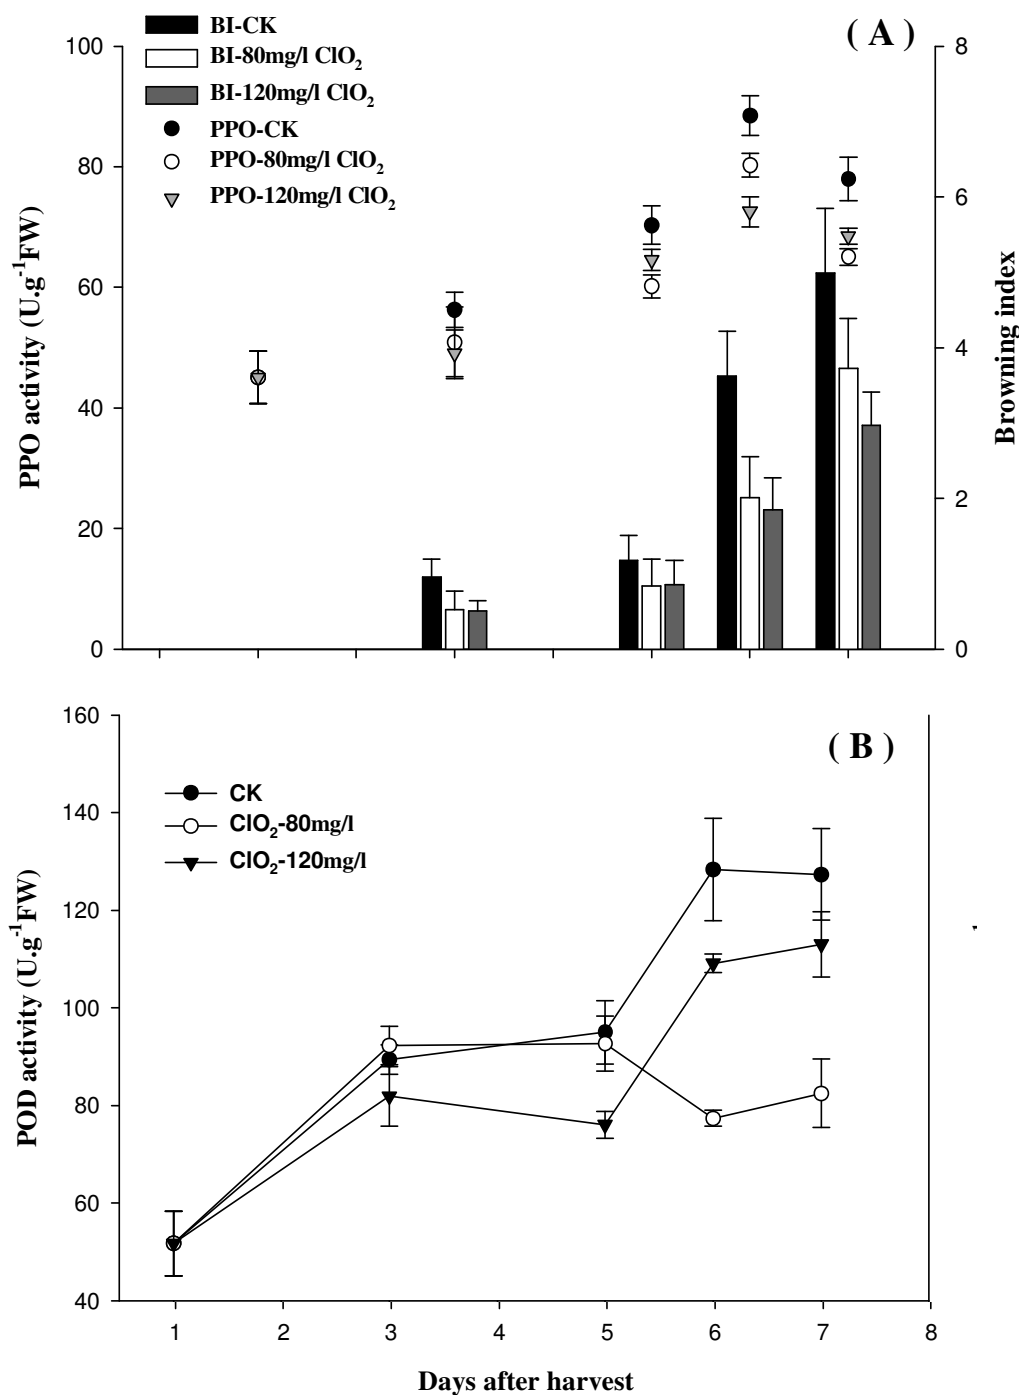 BI-CK
BI-80mg/l ClO₂
BI-120mg/l ClO₂
PPO-CK
PPO-80mg/l ClO₂
PPO-120mg/l ClO₂
( A )
100
80
60
40
20
0
PPO activity (U.g⁻¹FW)
8
6
4
2
0
Browning index
( B )
CK
ClO₂-80mg/l
ClO₂-120mg/l
160
140
120
100
80
60
40
POD activity (U.g⁻¹FW)
1 2 3 4 5 6 7 8
Days after harvest